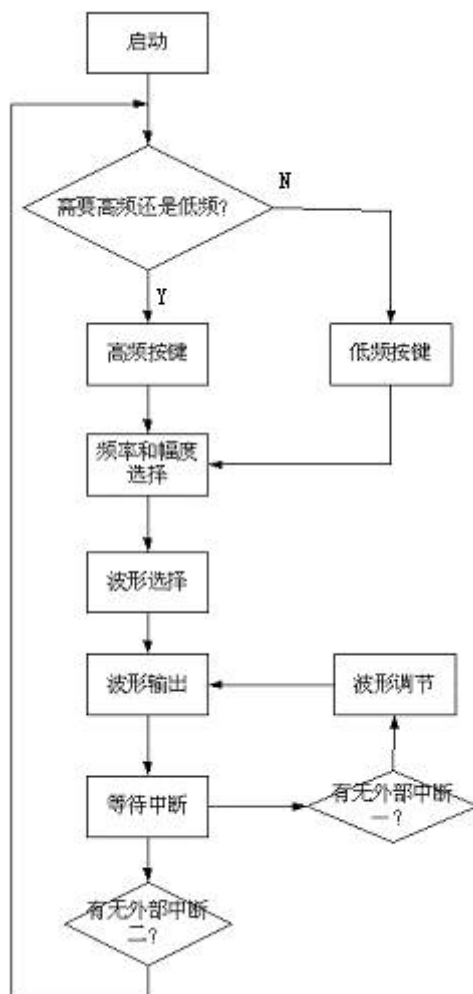 启动
需要高频还是低频?
N
Y
高频按键
低频按键
频率和幅度
选择
波形选择
波形输出
波形调节
等待中断
有无外部中断
一?
有无外部中断
二?